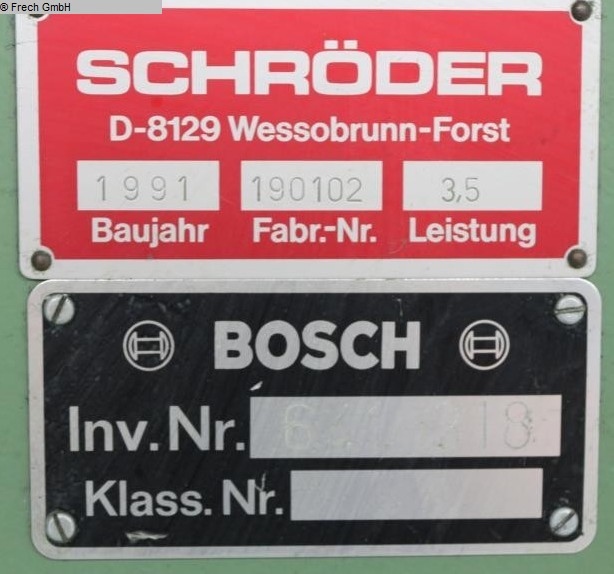 © Frech GmbH
SCHRÖDER
D-8129 Wessobrunn-Forst
1991 190102 3,5
Baujahr Fabr.-Nr. Leistung
BOSCH
Inv. Nr.
Klass. Nr.